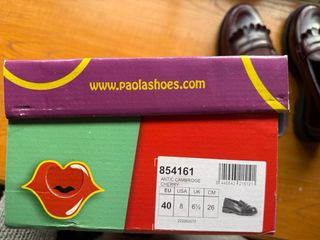 www.paolashoes.com
854161
ANTIC CAMBRIDGE
CHERRY
EU USA UK CM
40 8 6½ 26